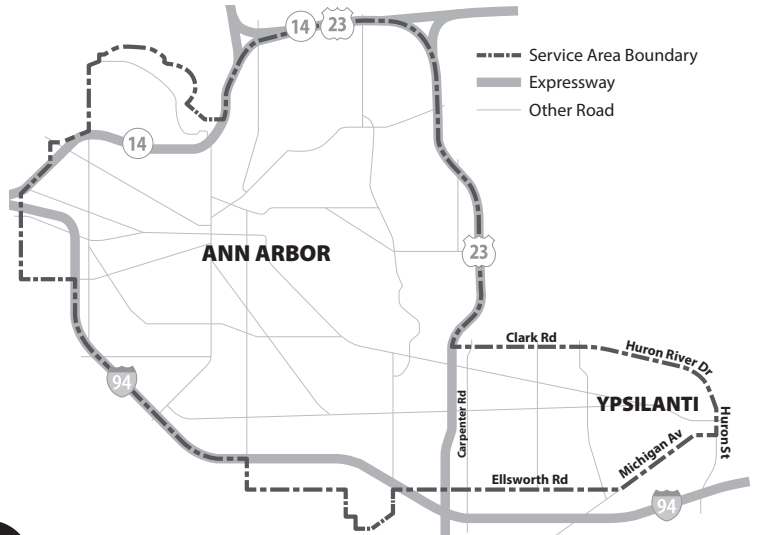 14 23
Service Area Boundary
Expressway
Other Road
14
ANN ARBOR
23
Clark Rd
Huron River Dr
94
YPSILANTI
Carpenter Rd
Huron St
Michigan Av
Ellsworth Rd
94